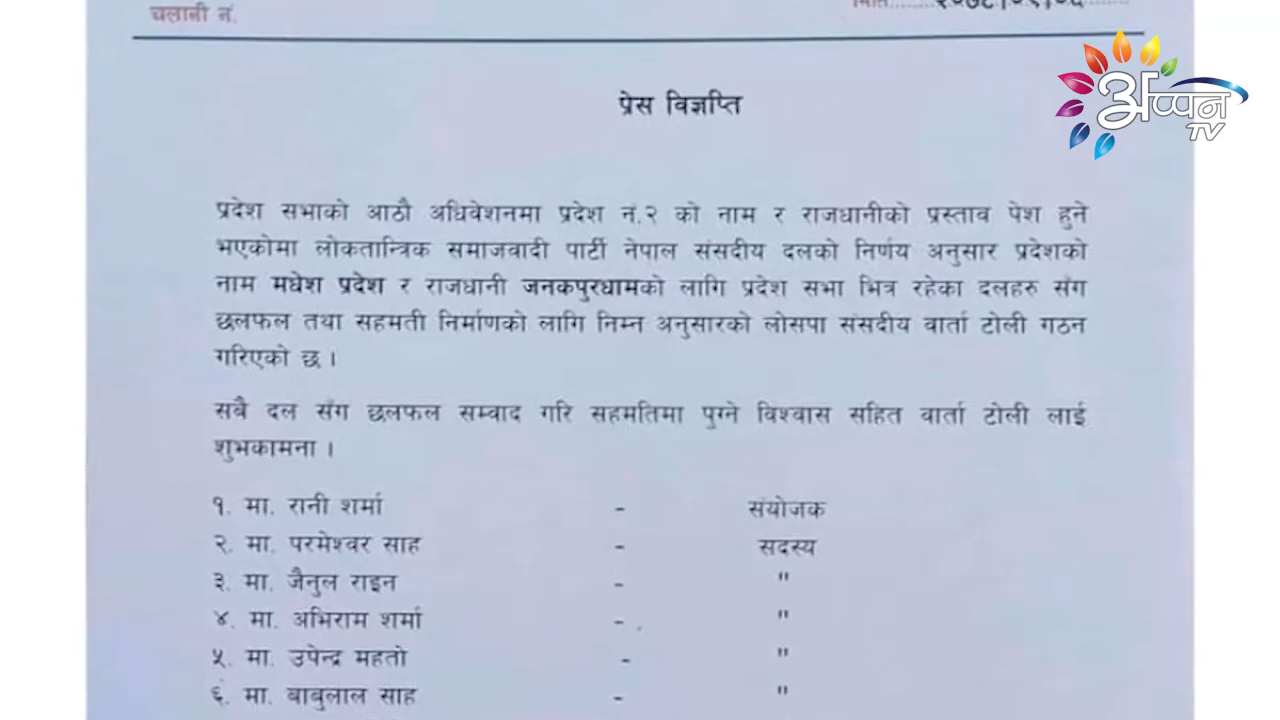 चलानी नं.
प्रेस विज्ञप्ति
अप्पन
TV
प्रदेश सभाको आठौ अधिवेशनमा प्रदेश नं.२ को नाम र राजधानीको प्रस्ताव पेश हुने
भएकोमा लोकतान्त्रिक समाजवादी पार्टी नेपाल संसदीय दलको निर्णय अनुसार प्रदेशको
नाम मधेश प्रदेश र राजधानी जनकपुरधामको लागि प्रदेश सभा भित्र रहेका दलहरु सँग
छलफल तथा सहमती निर्माणको लागि निम्न अनुसारको लोसपा संसदीय वार्ता टोली गठन
गरिएको छ ।
सबै दल सँग छलफल सम्वाद गरि सहमतिमा पुग्ने विश्वास सहित वार्ता टोली लाई
शुभकामना ।
१. मा. रानी शर्मा - संयोजक
२. मा. परमेश्वर साह - सदस्य
३. मा. जैनुल राइन - "
४. मा. अभिराम शर्मा - "
५. मा. उपेन्द्र महतो - "
६. मा. बाबुलाल साह - "